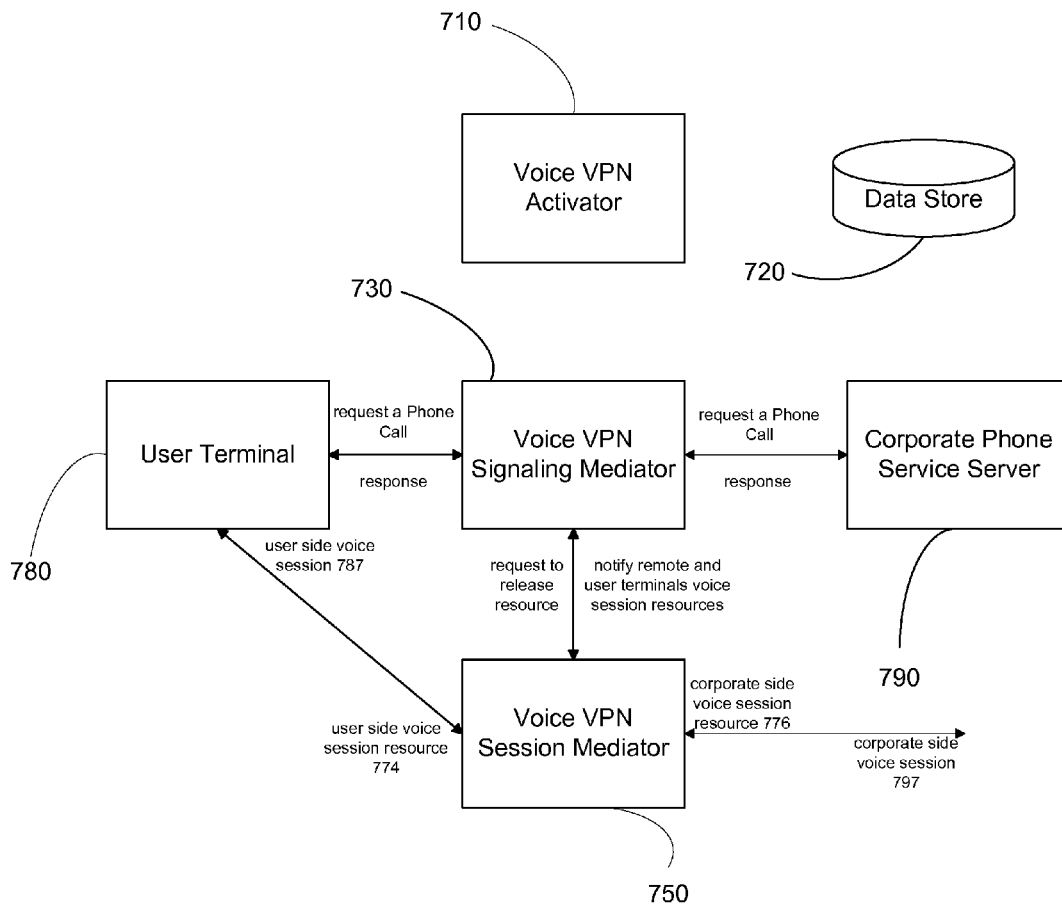 710
Voice VPN
Activator
Data Store
720
730
User Terminal
request a Phone
Call
response
Voice VPN
Signaling Mediator
request a Phone
Call
response
Corporate Phone
Service Server
780
user side voice
session 787
request to
release
resource
notify remote and
user terminals voice
session resources
790
user side voice
session resource
774
Voice VPN
Session Mediator
corporate side
voice session
resource 776
corporate side
voice session
797
750